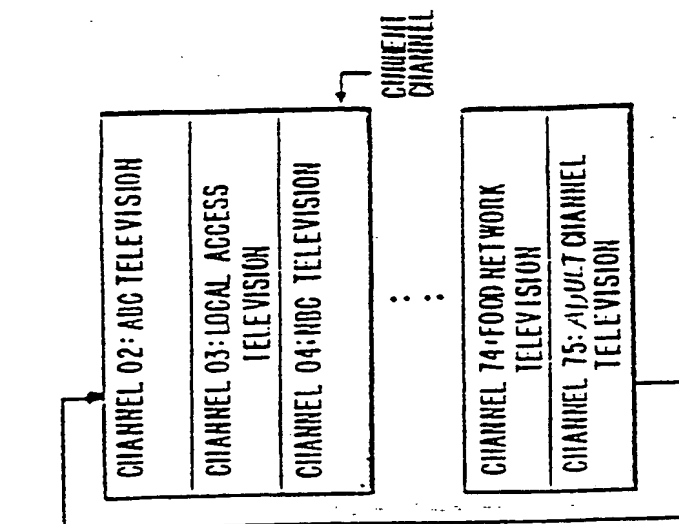 CHANNEL 02: ABC TELEVISION
CHANNEL 03: LOCAL ACCESS
TELEVISION
CHANNEL 04: NBC TELEVISION
CURRENT
CHANNEL
CHANNEL 74: FOOD NETWORK
TELEVISION
CHANNEL 75: ADULT CHANNEL
TELEVISION